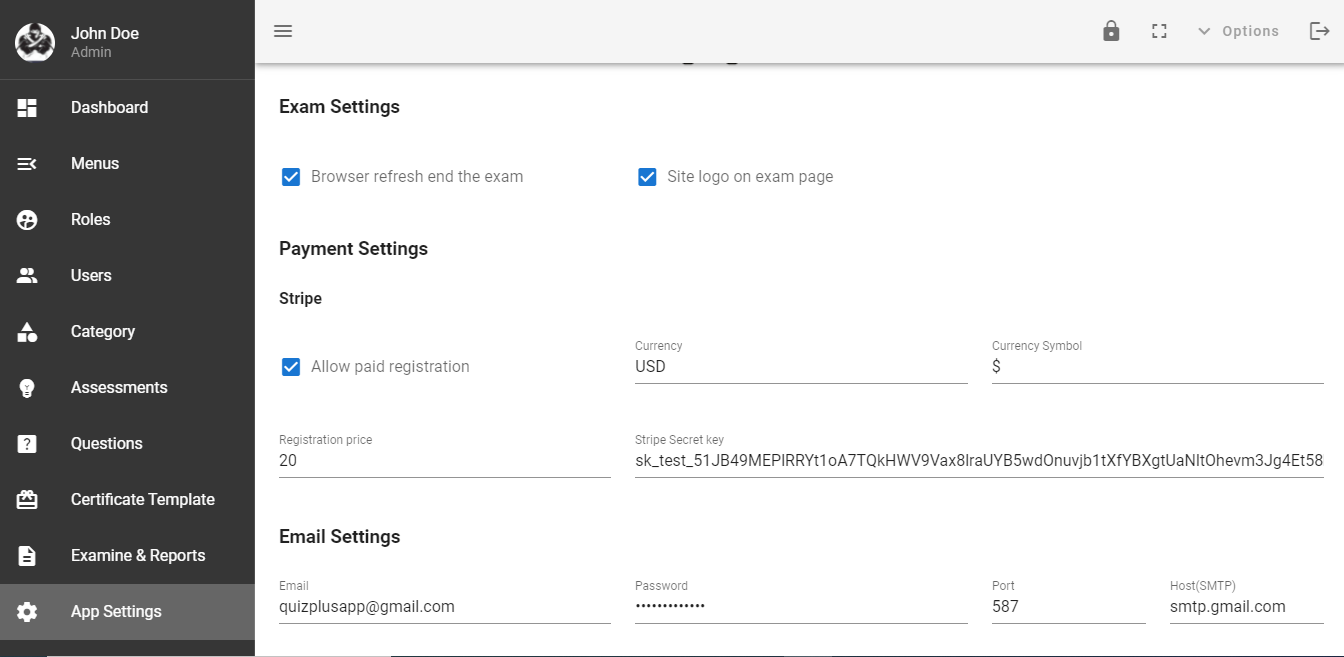 John Doe
Admin
Options
Dashboard
Menus
Roles
Users
Category
Assessments
Questions
Certificate Template
Examine & Reports
App Settings
Exam Settings
Browser refresh end the exam
Site logo on exam page
Payment Settings
Stripe
Allow paid registration
Currency
USD
Currency Symbol
$
Registration price
20
Stripe Secret key
sk_test_51JB49MEPIRRYt1oA7TQkHWV9Vax8IraUYB5wdOnuvjb1tXfYBXgtUaNItOhevm3Jg4Et58
Email Settings
Email
quizplusapp@gmail.com
Password
•••••••••••••
Port
587
Host(SMTP)
smtp.gmail.com